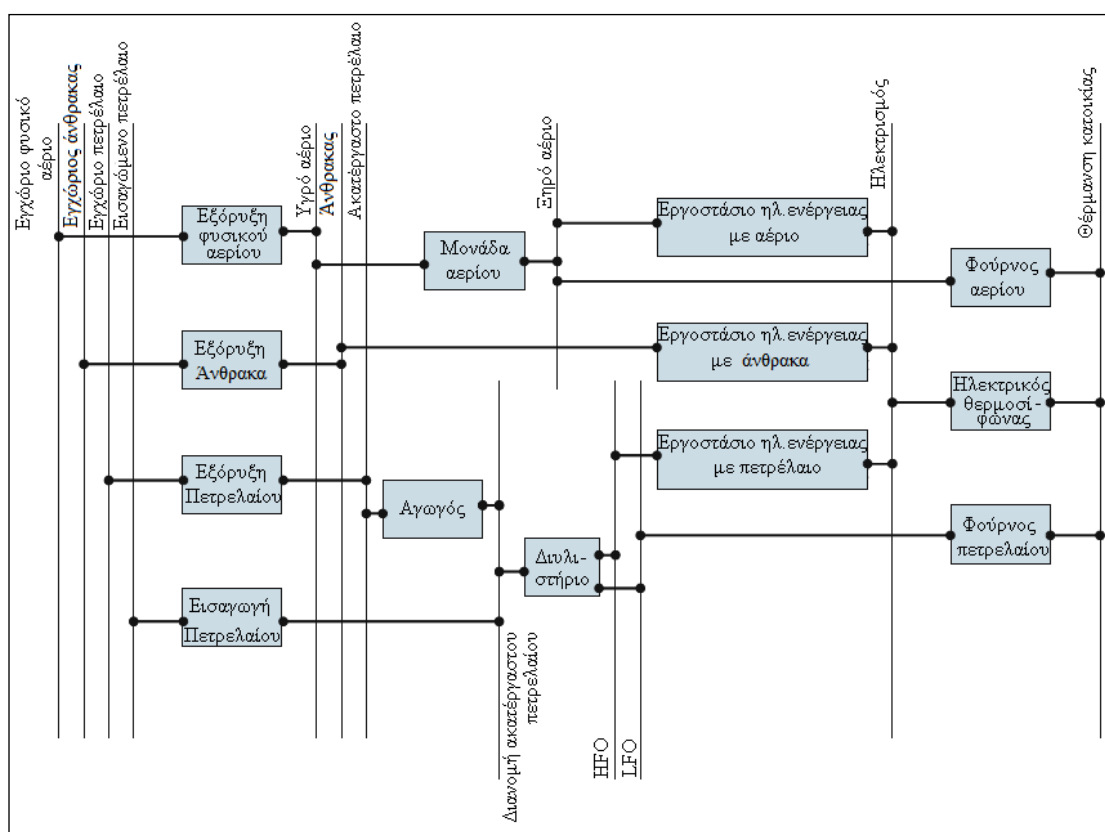 Εγχώριο φυσικό
αέριο
Εγχώριος άνθρακας
Εγχώριο πετρέλαιο
Εισαγώμενο πετρέλαιο
Υγρό αέριο
Άνθρακας
Ακατέργαστο πετρέλαιο
Ξηρό αέριο
Ηλεκτρισμός
Θέρμανση κατοικίας
Εξόρυξη
φυσικού
αερίου
Μονάδα
αερίου
Εργοστάσιο ηλ.ενέργειας
με αέριο
Φούρνος
αερίου
Εξόρυξη
Άνθρακα
Εργοστάσιο ηλ.ενέργειας
με άνθρακα
Ηλεκτρικός
θερμοσί-
φώνας
Εξόρυξη
Πετρελαίου
Αγωγός
Εργοστάσιο ηλ.ενέργειας
με πετρέλαιο
Φούρνος
πετρελαίου
Διυλι-
στήριο
Εισαγωγή
Πετρελαίου
Διανομή ακατέργαστου
πετρελαίου
HFO
LFO